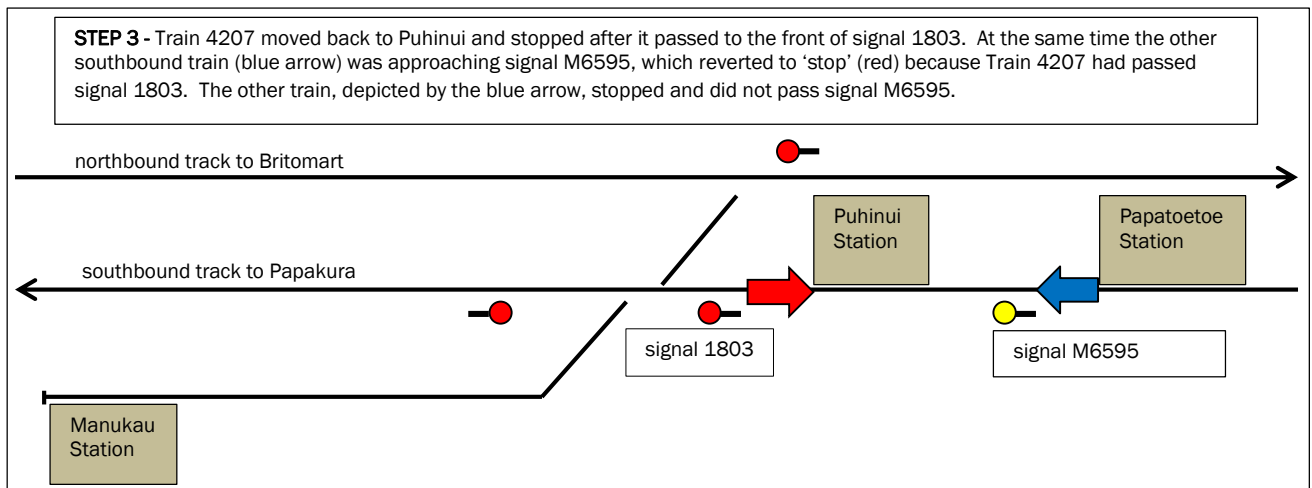 STEP 3 - Train 4207 moved back to Puhinui and stopped after it passed to the front of signal 1803.  At the same time the other
southbound train (blue arrow) was approaching signal M6595, which reverted to ‘stop’ (red) because Train 4207 had passed
signal 1803.  The other train, depicted by the blue arrow, stopped and did not pass signal M6595.
northbound track to Britomart
Puhinui
Station
Papatoetoe
Station
southbound track to Papakura
signal 1803
signal M6595
Manukau
Station